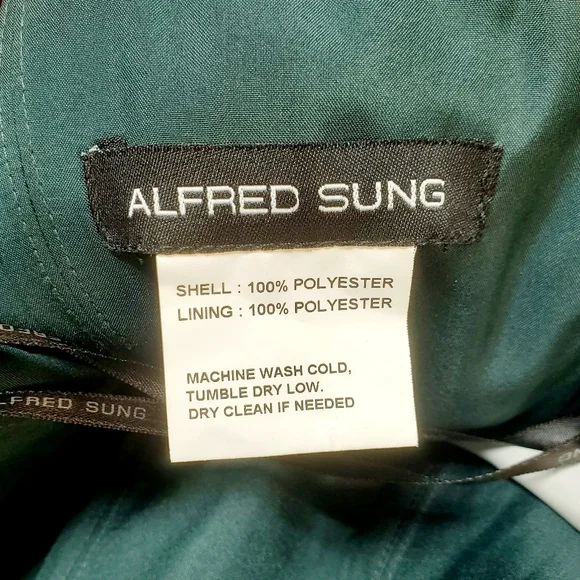 ALFRED SUNG
SHELL : 100% POLYESTER
LINING : 100% POLYESTER
MACHINE WASH COLD,
TUMBLE DRY LOW.
DRY CLEAN IF NEEDED
LFRED SUNG